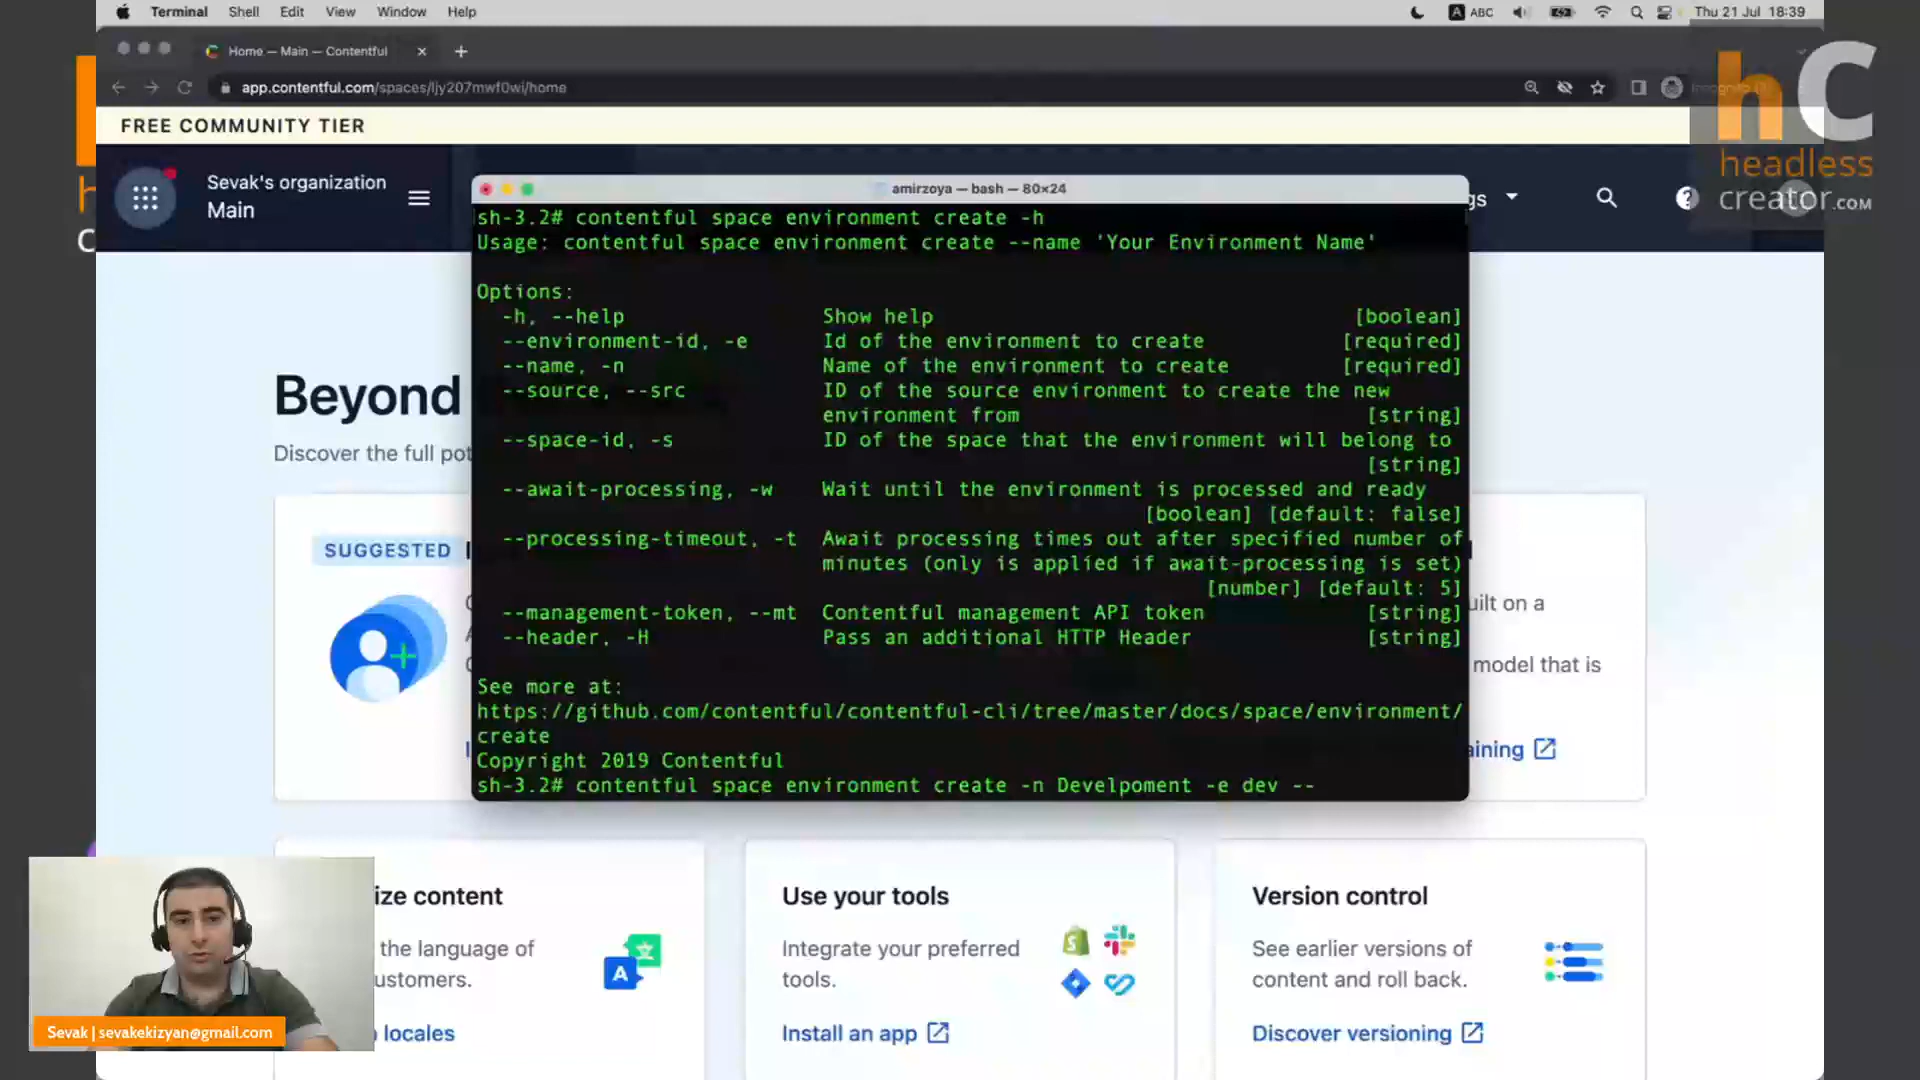 Terminal Shell Edit View Window Help
A ABC Thu 21 Jul 18:39
Home — Main — Contentful
app.contentful.com/spaces/ljy207mwf0wi/home
FREE COMMUNITY TIER
hC
headless
creator.COM
Sevak's organization
Main
gs
amirzoya — bash — 80×24
sh-3.2# contentful space environment create -h
Usage: contentful space environment create --name 'Your Environment Name'
Options:
-h, --help Show help [boolean]
--environment-id, -e Id of the environment to create [required]
--name, -n Name of the environment to create [required]
--source, --src ID of the source environment to create the new
environment from [string]
--space-id, -s ID of the space that the environment will belong to
[string]
--await-processing, -w Wait until the environment is processed and ready
[boolean] [default: false]
--processing-timeout, -t Await processing times out after specified number of
minutes (only is applied if await-processing is set)
[number] [default: 5]
--management-token, --mt Contentful management API token [string]
--header, -H Pass an additional HTTP Header [string]
See more at:
https://github.com/contentful/contentful-cli/tree/master/docs/space/environment/
create
Copyright 2019 Contentful
sh-3.2# contentful space environment create -n Develpoment -e dev --
Beyond
Discover the full pot
SUGGESTED
uilt on a
model that is
aining
ize content
the language of
ustomers.
locales
Use your tools
Integrate your preferred
tools.
Install an app
Version control
See earlier versions of
content and roll back.
Discover versioning
Sevak | sevakekizyan@gmail.com